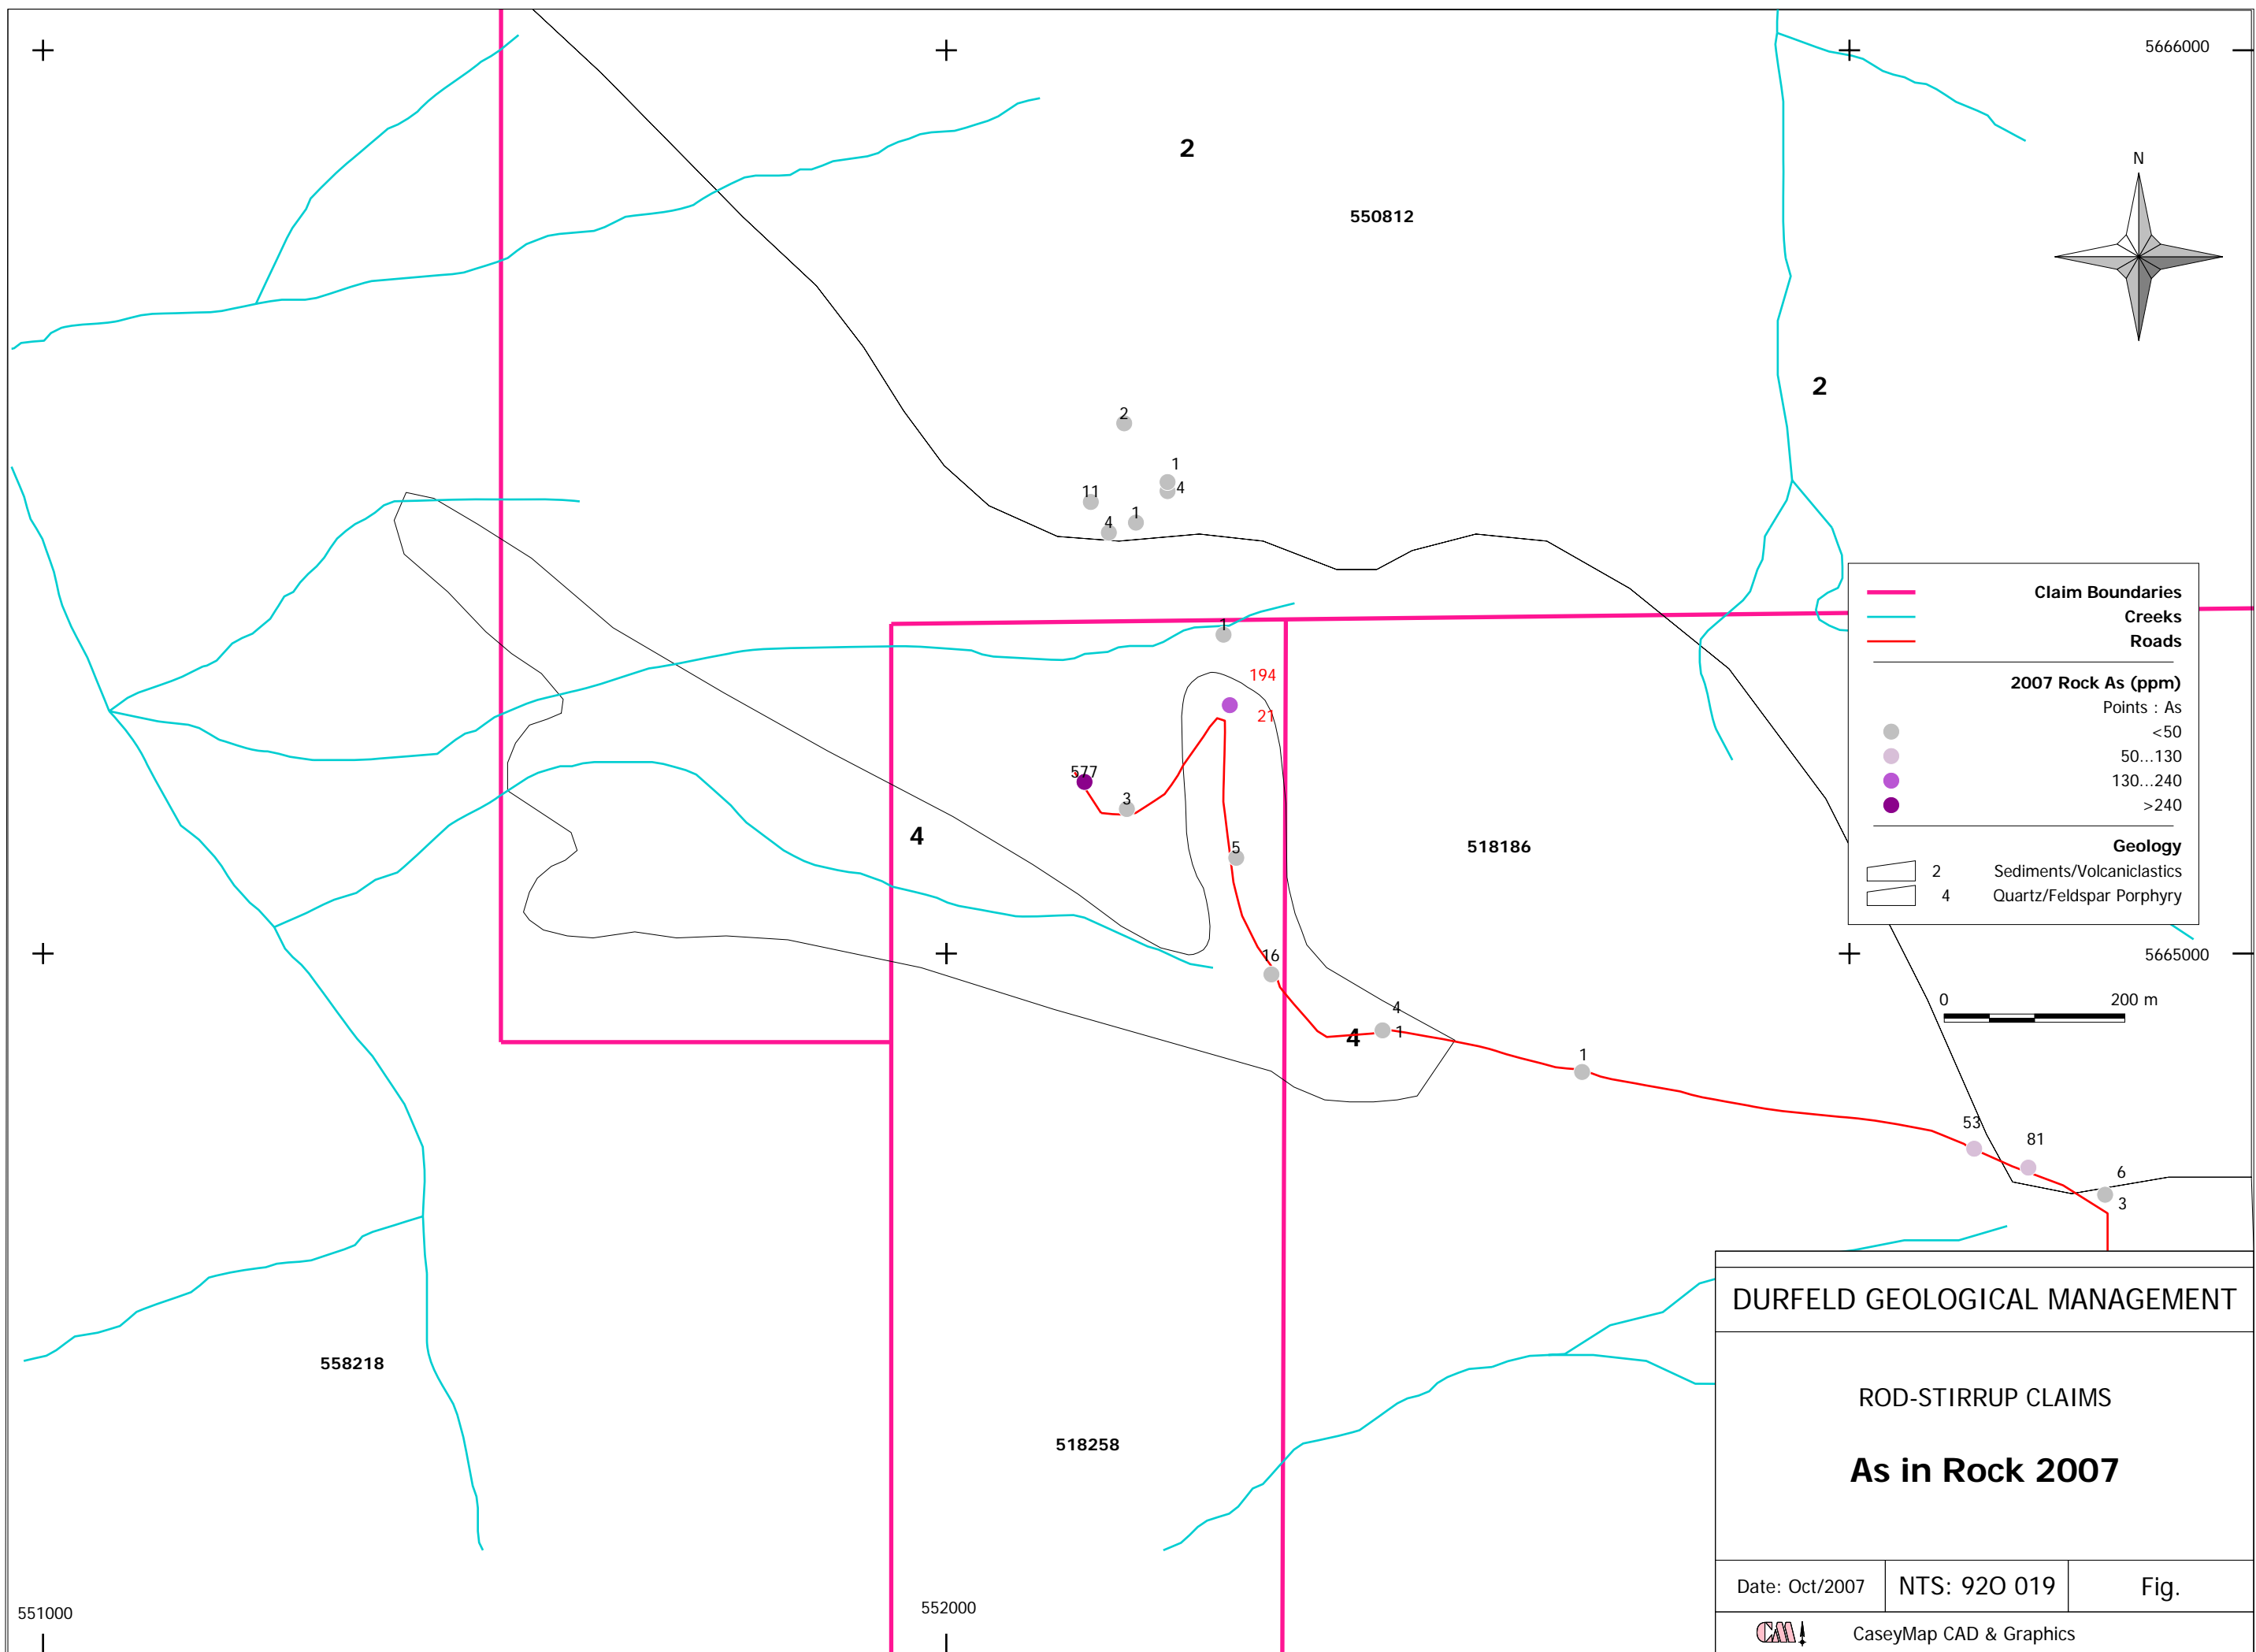 5666000
2
N
550812
2
2
1
4
11
1
4
1
194
21
577
3
4
5
518186
16
4
4
1
1
53
81
6
3
Claim Boundaries
Creeks
Roads
2007 Rock As (ppm)
Points : As
<50
50...130
130...240
>240
Geology
2 Sediments/Volcaniclastics
4 Quartz/Feldspar Porphyry
5665000
0 200 m
558218
518258
551000
552000
DURFELD GEOLOGICAL MANAGEMENT
ROD-STIRRUP CLAIMS
As in Rock 2007
Date: Oct/2007 NTS: 92O 019 Fig.
CM CaseyMap CAD & Graphics